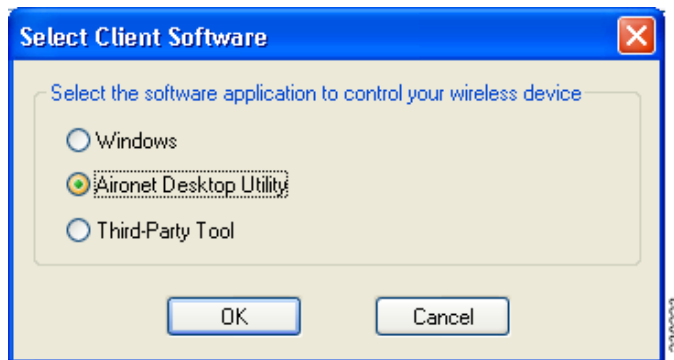 Select Client Software
Select the software application to control your wireless device
Windows
Aironet Desktop Utility
Third-Party Tool
OK
Cancel